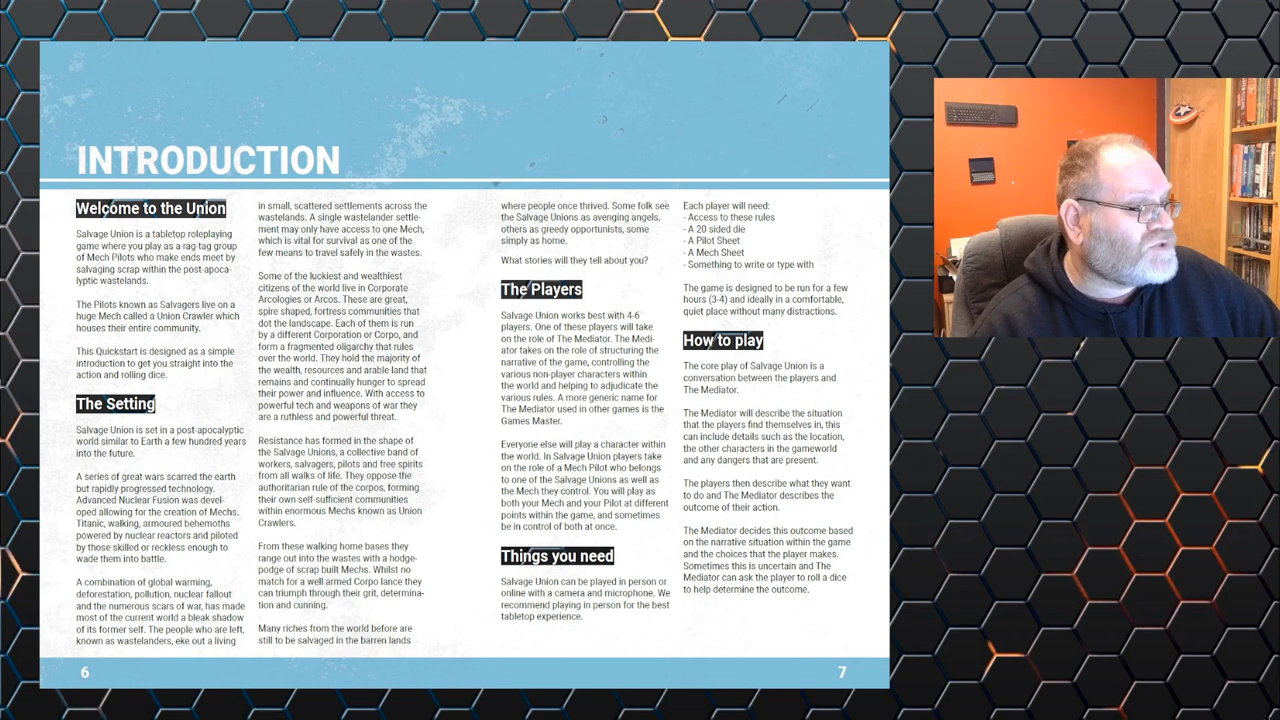 INTRODUCTION
Welcome to the Union
Salvage Union is a tabletop roleplaying
game where you play as a rag-tag group
of Mech Pilots who make ends meet by
salvaging scrap within the post-apoca-
lyptic wastelands.
The Pilots known as Salvagers live on a
huge Mech called a Union Crawler which
houses their entire community.
This Quickstart is designed as a simple
introduction to get you straight into the
action and rolling dice.
The Setting
Salvage Union is set in a post-apocalyptic
world similar to Earth a few hundred years
into the future.
A series of great wars scarred the earth
but rapidly progressed technology.
Advanced Nuclear Fusion was devel-
oped allowing for the creation of Mechs.
Titanic, walking, armoured behemoths
powered by nuclear reactors and piloted
by those skilled or reckless enough to
wade them into battle.
A combination of global warming,
deforestation, pollution, nuclear fallout
and the numerous scars of war, has made
most of the current world a bleak shadow
of its former self. The people who are left,
known as wastelanders, eke out a living
in small, scattered settlements across the
wastelands. A single wastelander settle-
ment may only have access to one Mech,
which is vital for survival as one of the
few means to travel safely in the wastes.
Some of the luckiest and wealthiest
citizens of the world live in Corporate
Arcologies or Arcos. These are great,
spire shaped, fortress communities that
dot the landscape. Each of them is run
by a different Corporation or Corpo, and
form a fragmented oligarchy that rules
over the world. They hold the majority of
the wealth, resources and arable land that
remains and continually hunger to spread
their power and influence. With access to
powerful tech and weapons of war they
are a ruthless and powerful threat.
Resistance has formed in the shape of
the Salvage Unions, a collective band of
workers, salvagers, pilots and free spirits
from all walks of life. They oppose the
authoritarian rule of the corpos, forming
their own self-sufficient communities
within enormous Mechs known as Union
Crawlers.
From these walking home bases they
range out into the wastes with a hodge-
podge of scrap built Mechs. Whilst no
match for a well armed Corpo lance they
can triumph through their grit, determina-
tion and cunning.
Many riches from the world before are
still to be salvaged in the barren lands
where people once thrived. Some folk see
the Salvage Unions as avenging angels,
others as greedy opportunists, some
simply as home.
What stories will they tell about you?
The Players
Salvage Union works best with 4-6
players. One of these players will take
on the role of The Mediator. The Medi-
ator takes on the role of structuring the
narrative of the game, controlling the
various non-player characters within
the world and helping to adjudicate the
various rules. A more generic name for
The Mediator used in other games is the
Games Master.
Everyone else will play a character within
the world. In Salvage Union players take
on the role of a Mech Pilot who belongs
to one of the Salvage Unions as well as
the Mech they control. You will play as
both your Mech and your Pilot at different
points within the game, and sometimes
be in control of both at once.
Things you need
Salvage Union can be played in person or
online with a camera and microphone. We
recommend playing in person for the best
tabletop experience.
Each player will need:
- Access to these rules
- A 20 sided die
- A Pilot Sheet
- A Mech Sheet
- Something to write or type with
The game is designed to be run for a few
hours (3-4) and ideally in a comfortable,
quiet place without many distractions.
How to play
The core play of Salvage Union is a
conversation between the players and
The Mediator.
The Mediator will describe the situation
that the players find themselves in, this
can include details such as the location,
the other characters in the gameworld
and any dangers that are present.
The players then describe what they want
to do and The Mediator describes the
outcome of their action.
The Mediator decides this outcome based
on the narrative situation within the game
and the choices that the player makes.
Sometimes this is uncertain and The
Mediator can ask the player to roll a dice
to help determine the outcome.
6
7